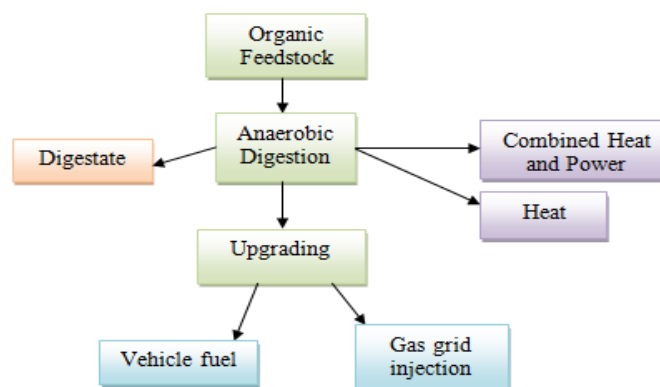 Organic
Feedstock
Anaerobic
Digestion
Digestate
Combined Heat
and Power
Heat
Upgrading
Vehicle fuel
Gas grid
injection